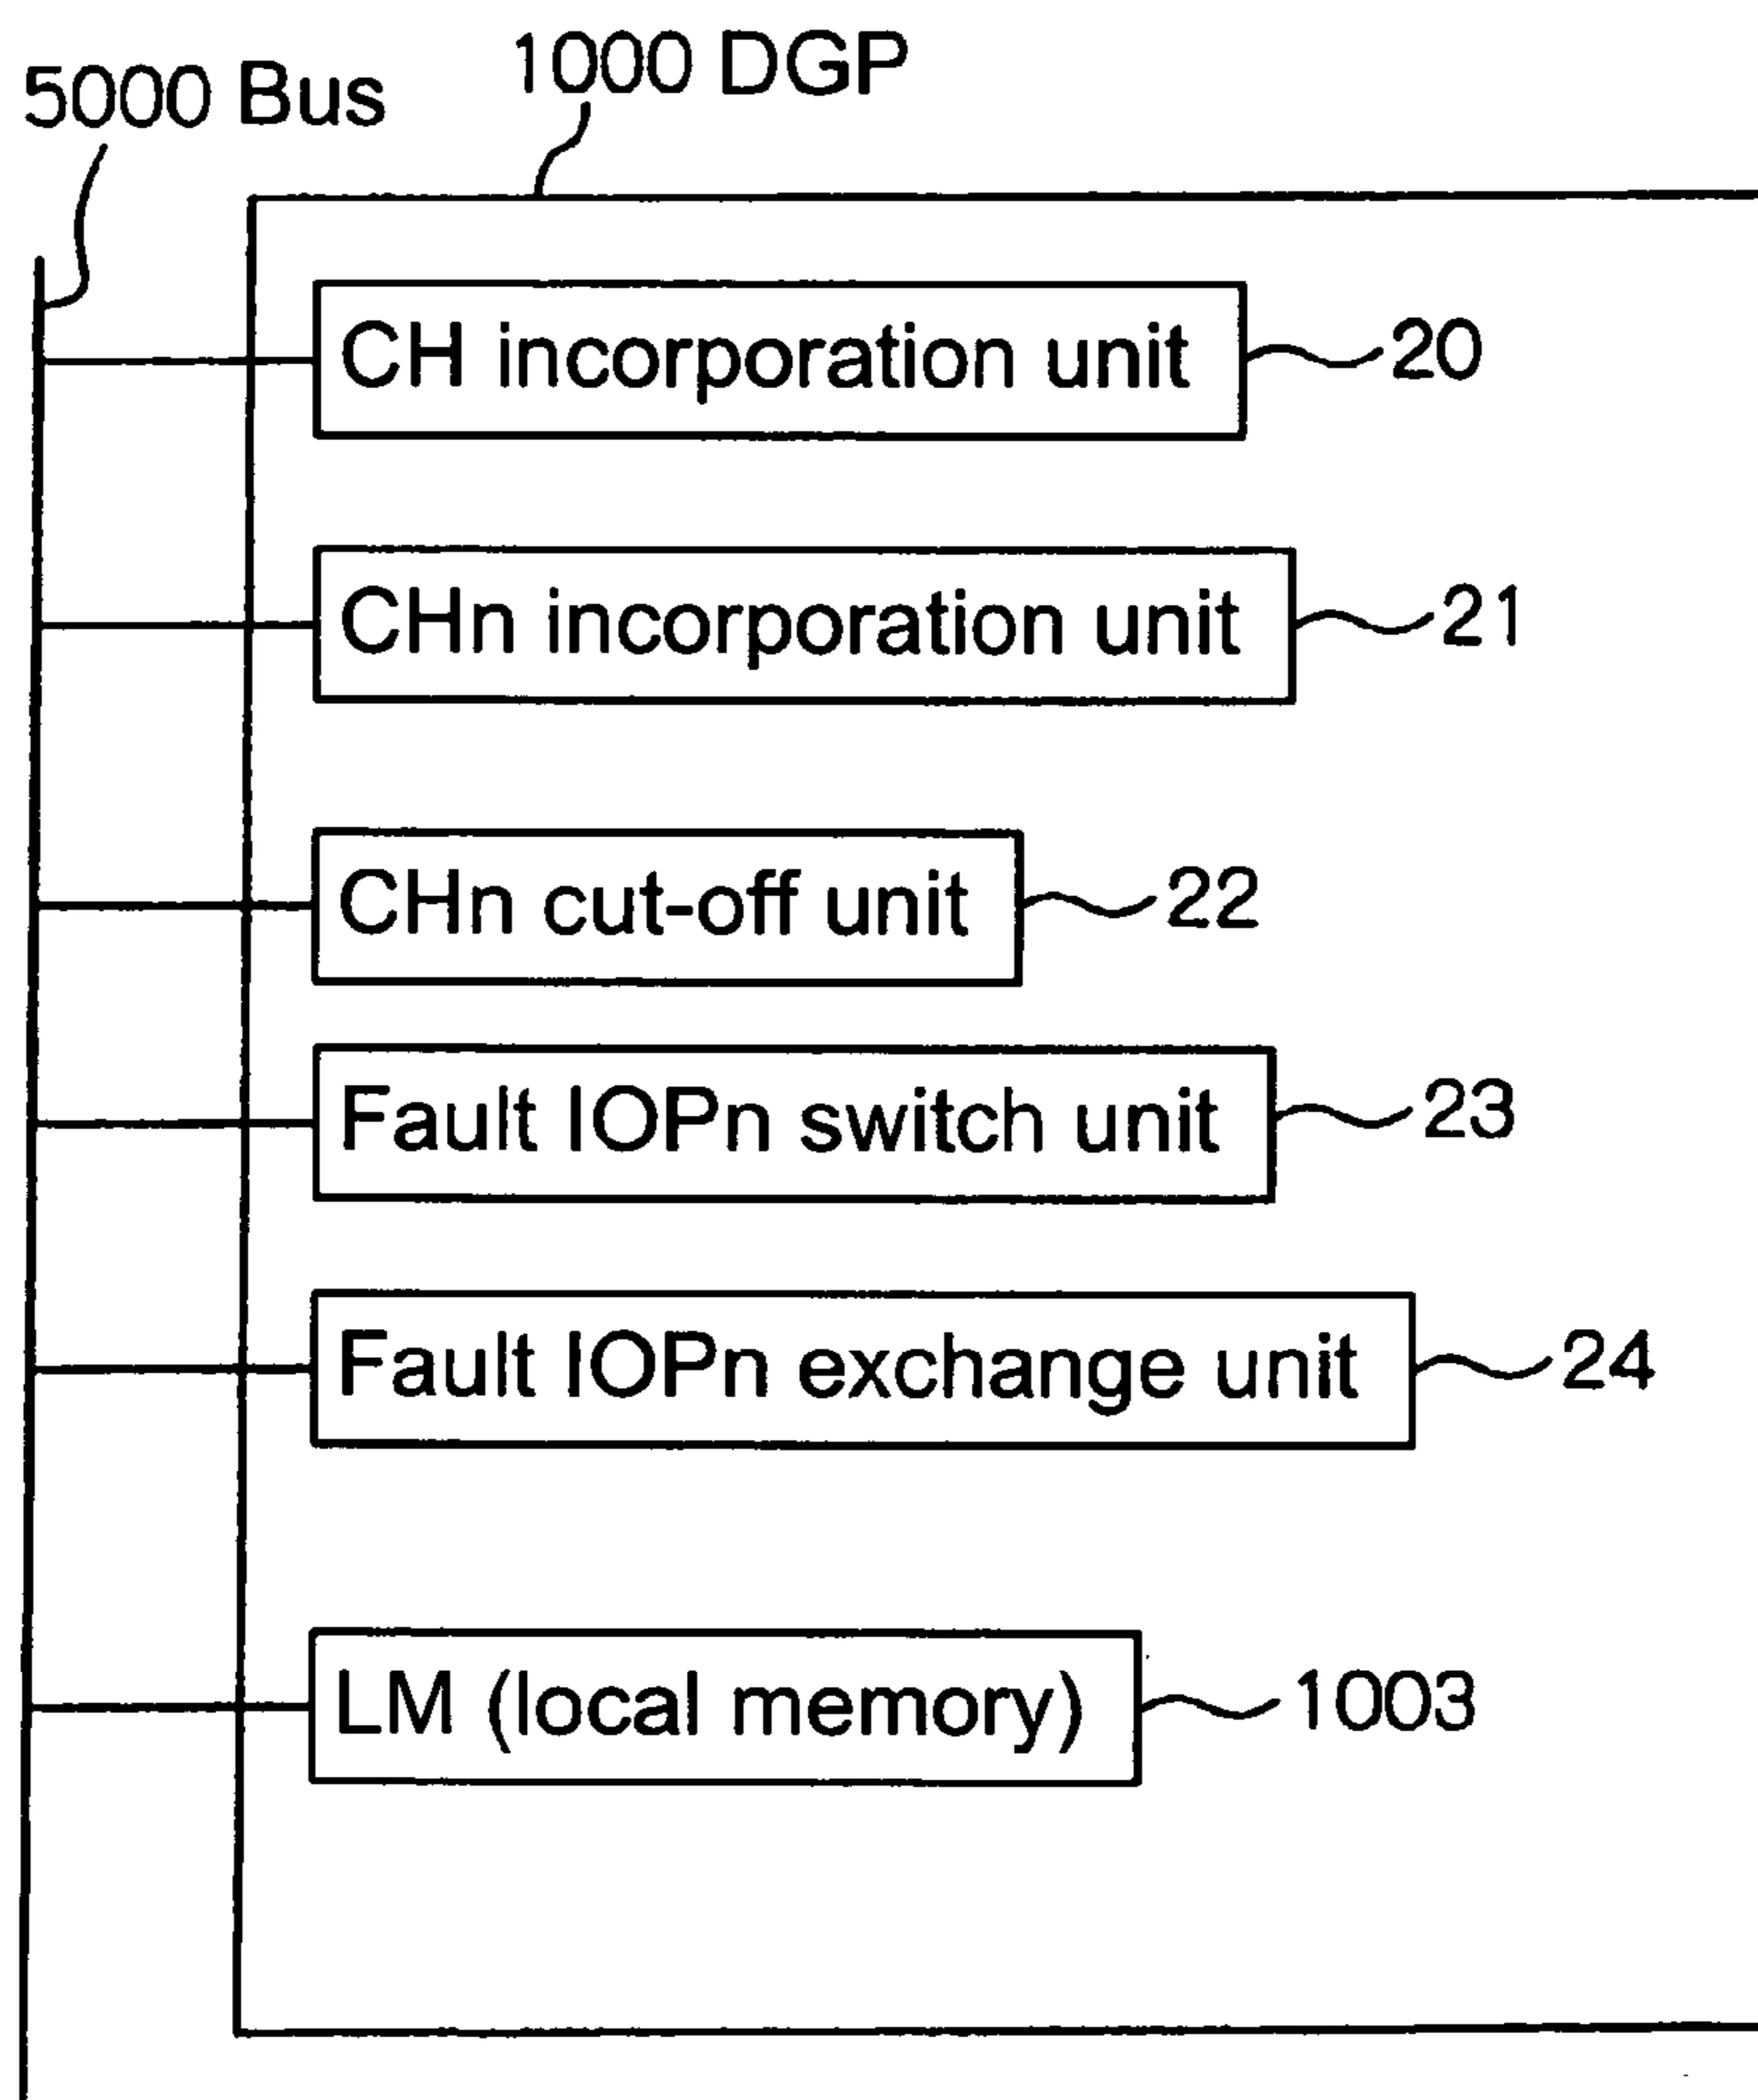 1000 DGP
5000 Bus
CH incorporation unit 20
CHn incorporation unit 21
CHn cut-off unit 22
Fault IOPn switch unit 23
Fault IOPn exchange unit 24
LM (local memory) 1003